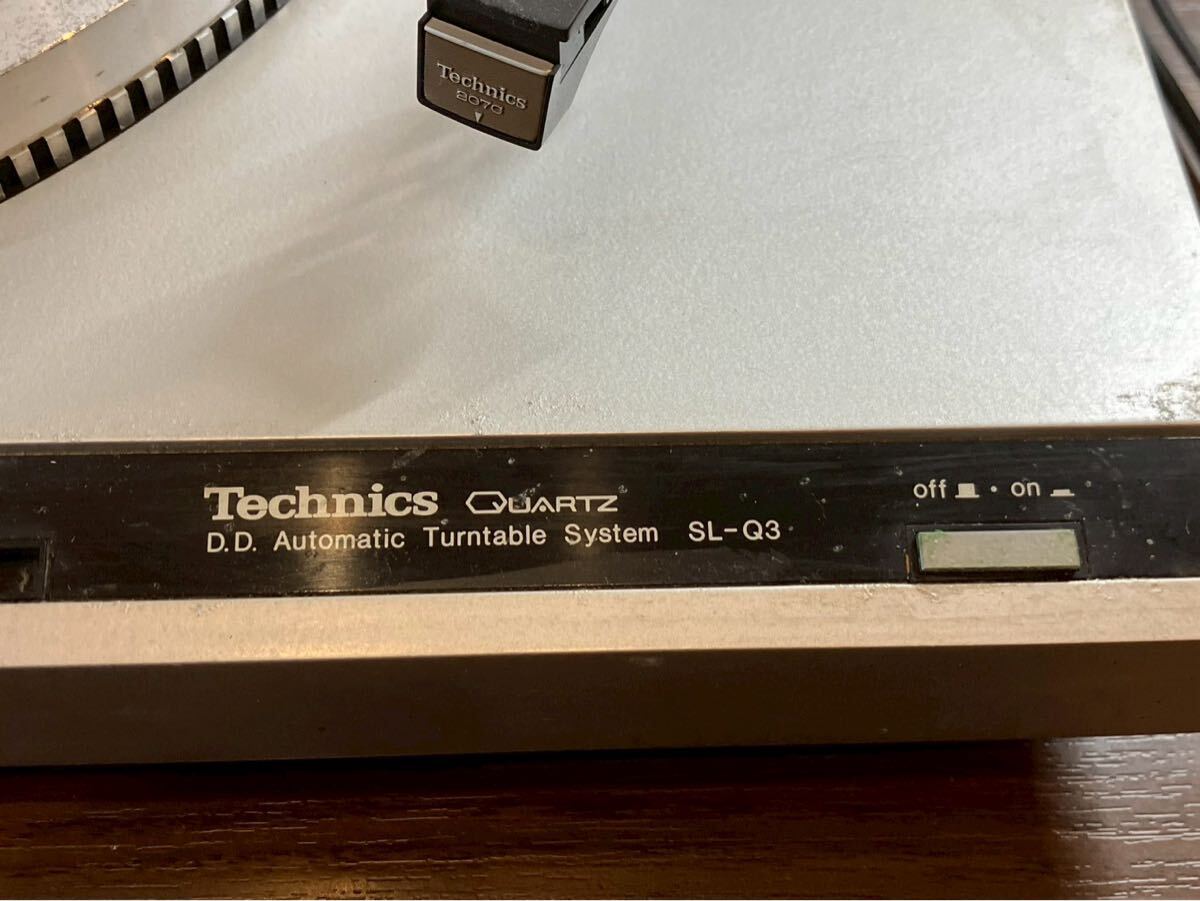 Technics
207C
Technics QUARTZ
D.D. Automatic Turntable System SL-Q3
off · on